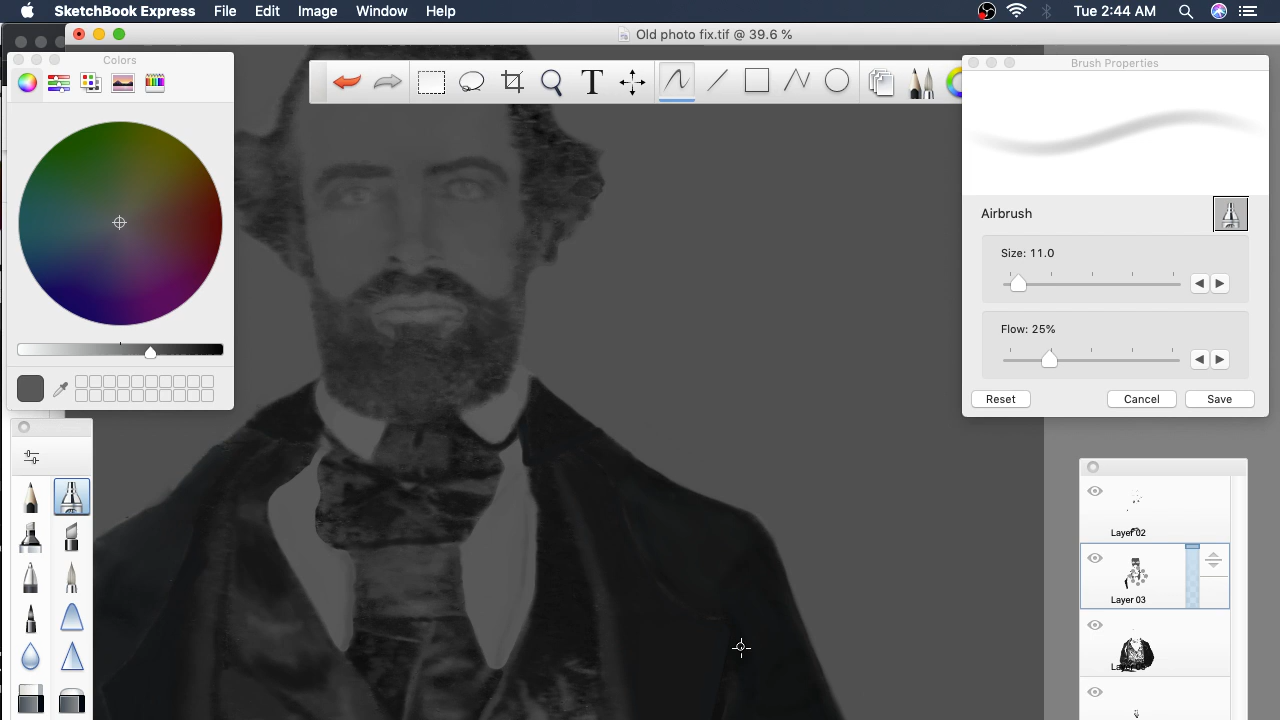 SketchBook Express File Edit Image Window Help Tue 2:44 AM
Old photo fix.tif @ 39.6 %
Colors
T
Brush Properties
Airbrush
Size: 11.0
Flow: 25%
Reset Cancel Save
Layer 02
Layer 03